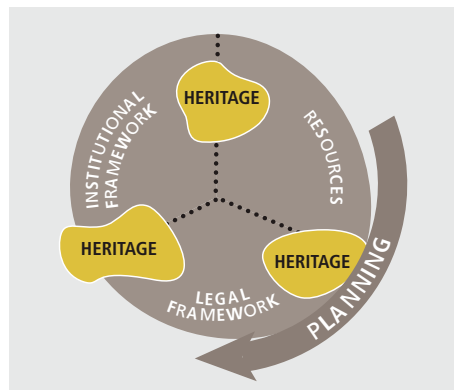 HERITAGE
INSTITUTIONAL
FRAMEWORK
RESOURCES
HERITAGE
HERITAGE
LEGAL
FRAMEWORK
PLANNING